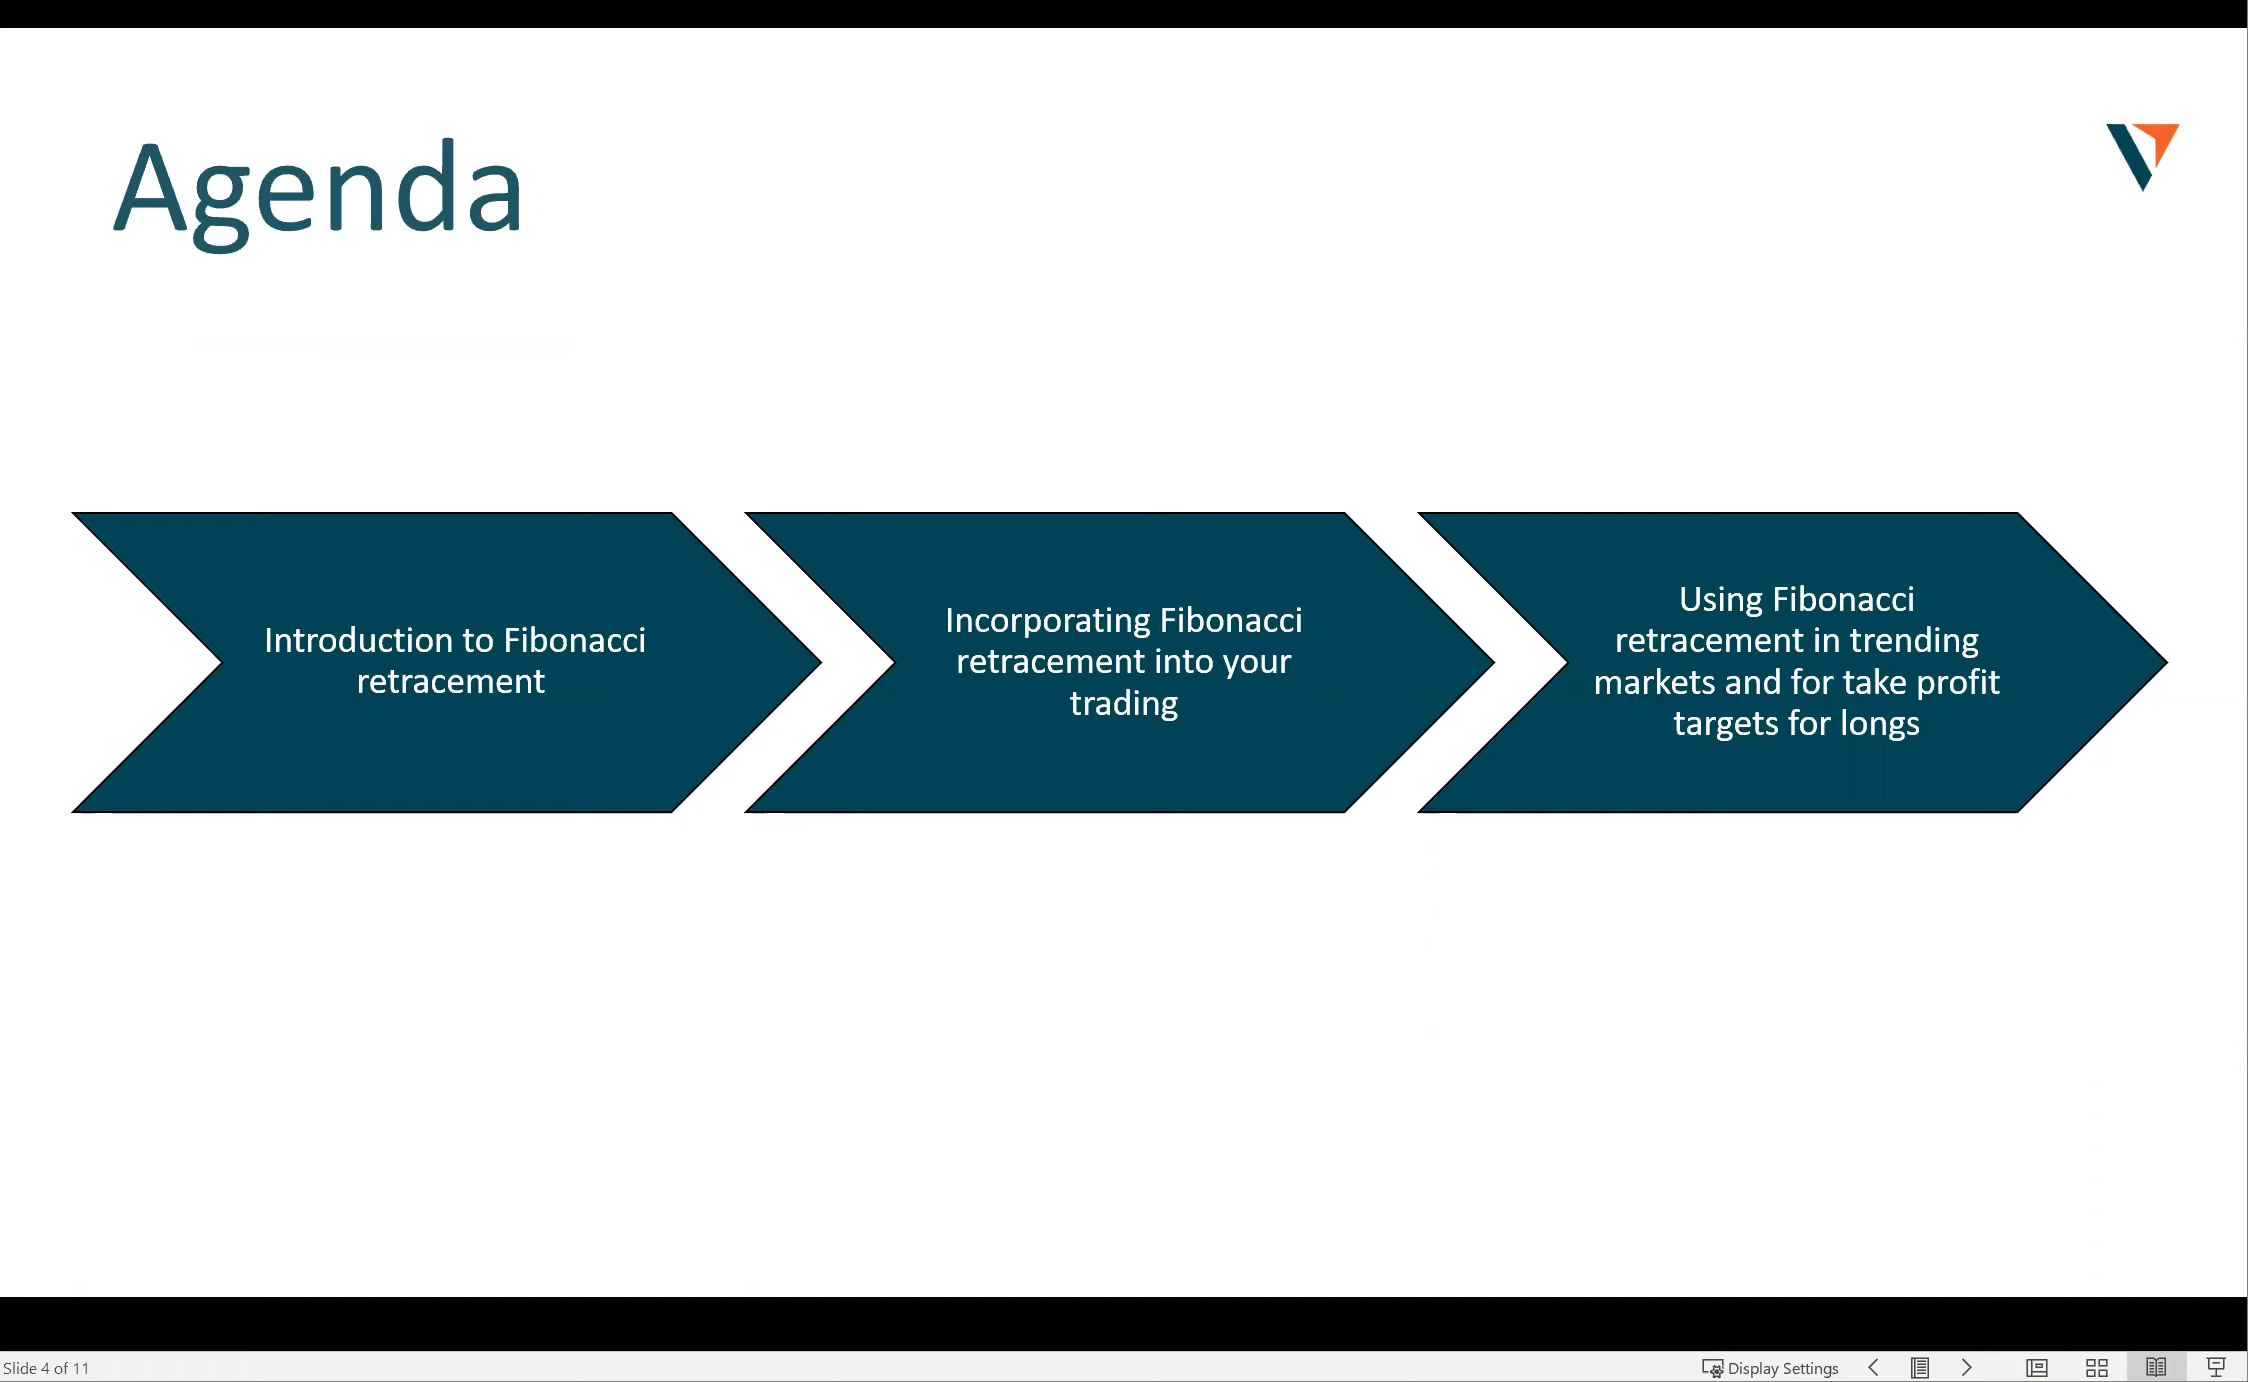 Agenda
Introduction to Fibonacci
retracement
Incorporating Fibonacci
retracement into your
trading
Using Fibonacci
retracement in trending
markets and for take profit
targets for longs
Slide 4 of 11
Display Settings